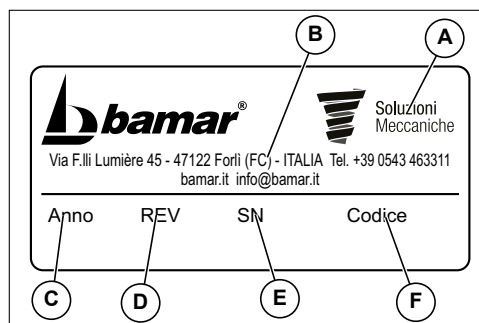 B
A
bamar®
Soluzioni
Meccaniche
Via F.lli Lumière 45 - 47122 Forlì (FC) - ITALIA Tel. +39 0543 463311
bamar.it info@bamar.it
Anno REV SN Codice
C
D
E
F